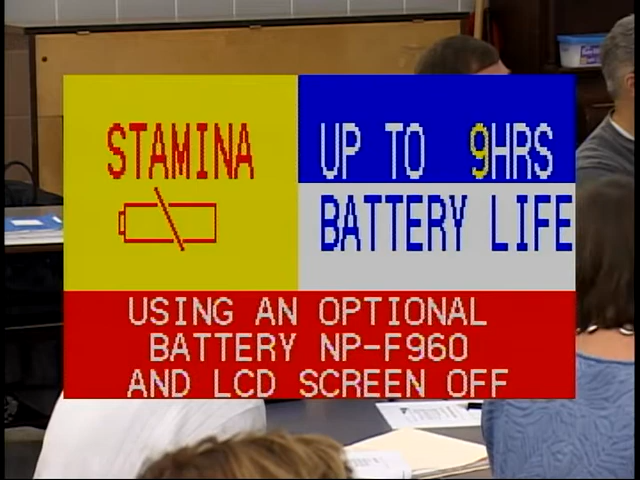 STAMINA
UP TO 9HRS
BATTERY LIFE
USING AN OPTIONAL
BATTERY NP-F960
AND LCD SCREEN OFF